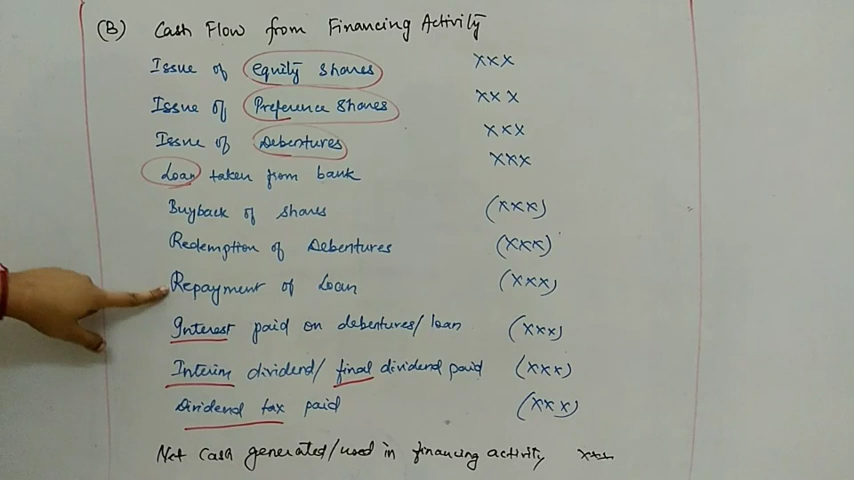 (B) Cash Flow from Financing Activity
Issue of equity shares XXX
Issue of Preference shares XXX
Issue of Debentures XXX
Loan taken from bank XXX
Buyback of shares (XXX)
Redemption of Debentures (XXX)
Repayment of Loan (XXX)
Interest paid on debentures/loan (XXX)
Interim dividend/final dividend paid (XXX)
Dividend tax paid (XXX)
Net Cash generated/used in financing activity xxx